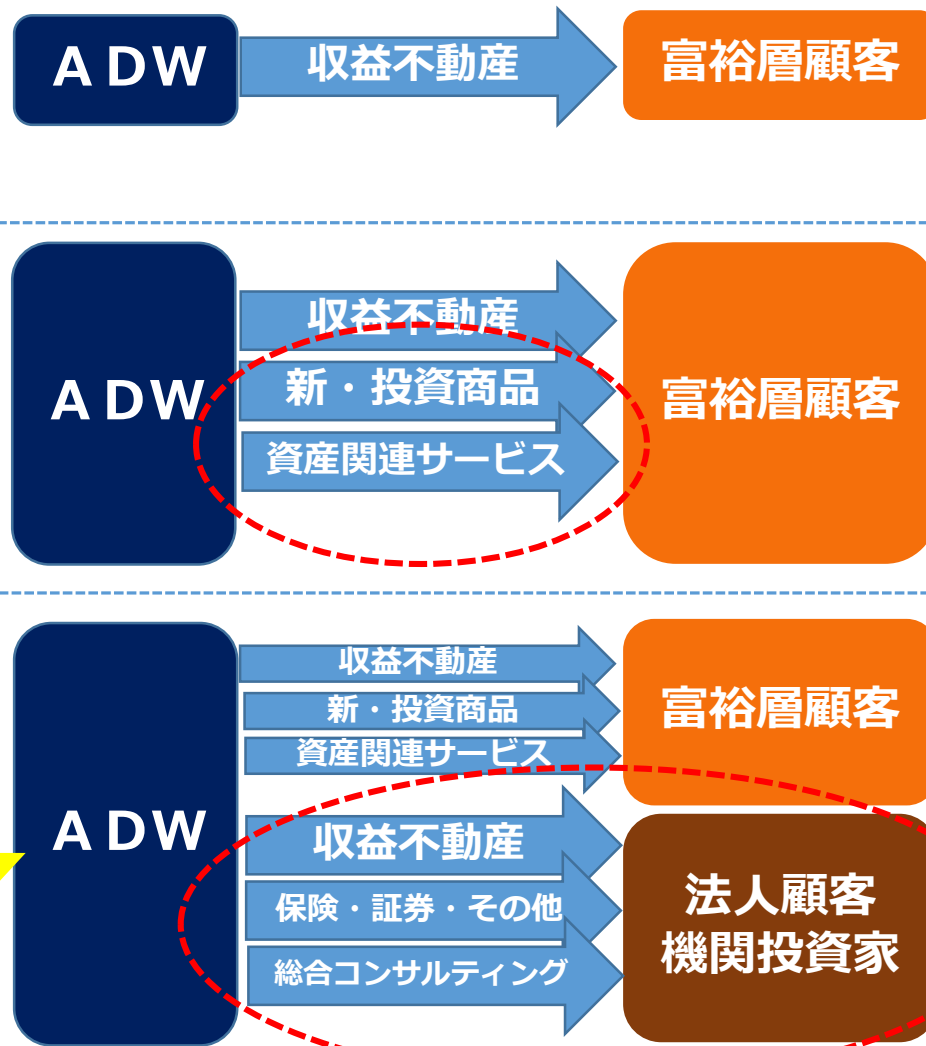 ADW
収益不動産
富裕層顧客
収益不動産
新・投資商品
資産関連サービス
ADW
富裕層顧客
収益不動産
新・投資商品
資産関連サービス
富裕層顧客
ADW
収益不動産
保険・証券・その他
総合コンサルティング
法人顧客
機関投資家